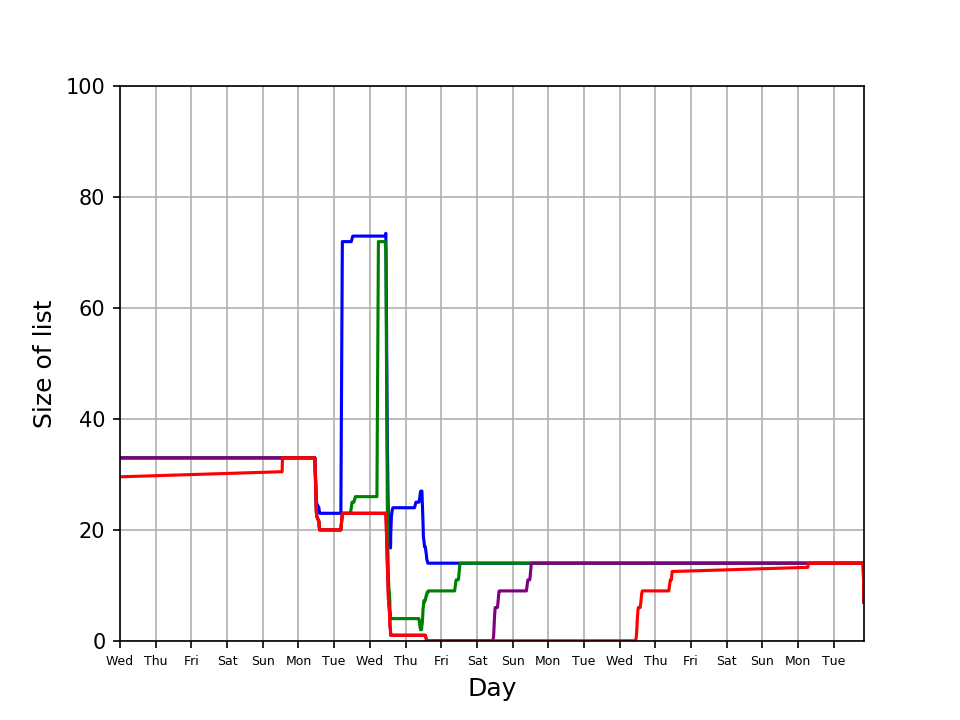 100
80
60
40
20
0
Size of list
Wed Thu Fri Sat Sun Mon Tue Wed Thu Fri Sat Sun Mon Tue Wed Thu Fri Sat Sun Mon Tue
Day